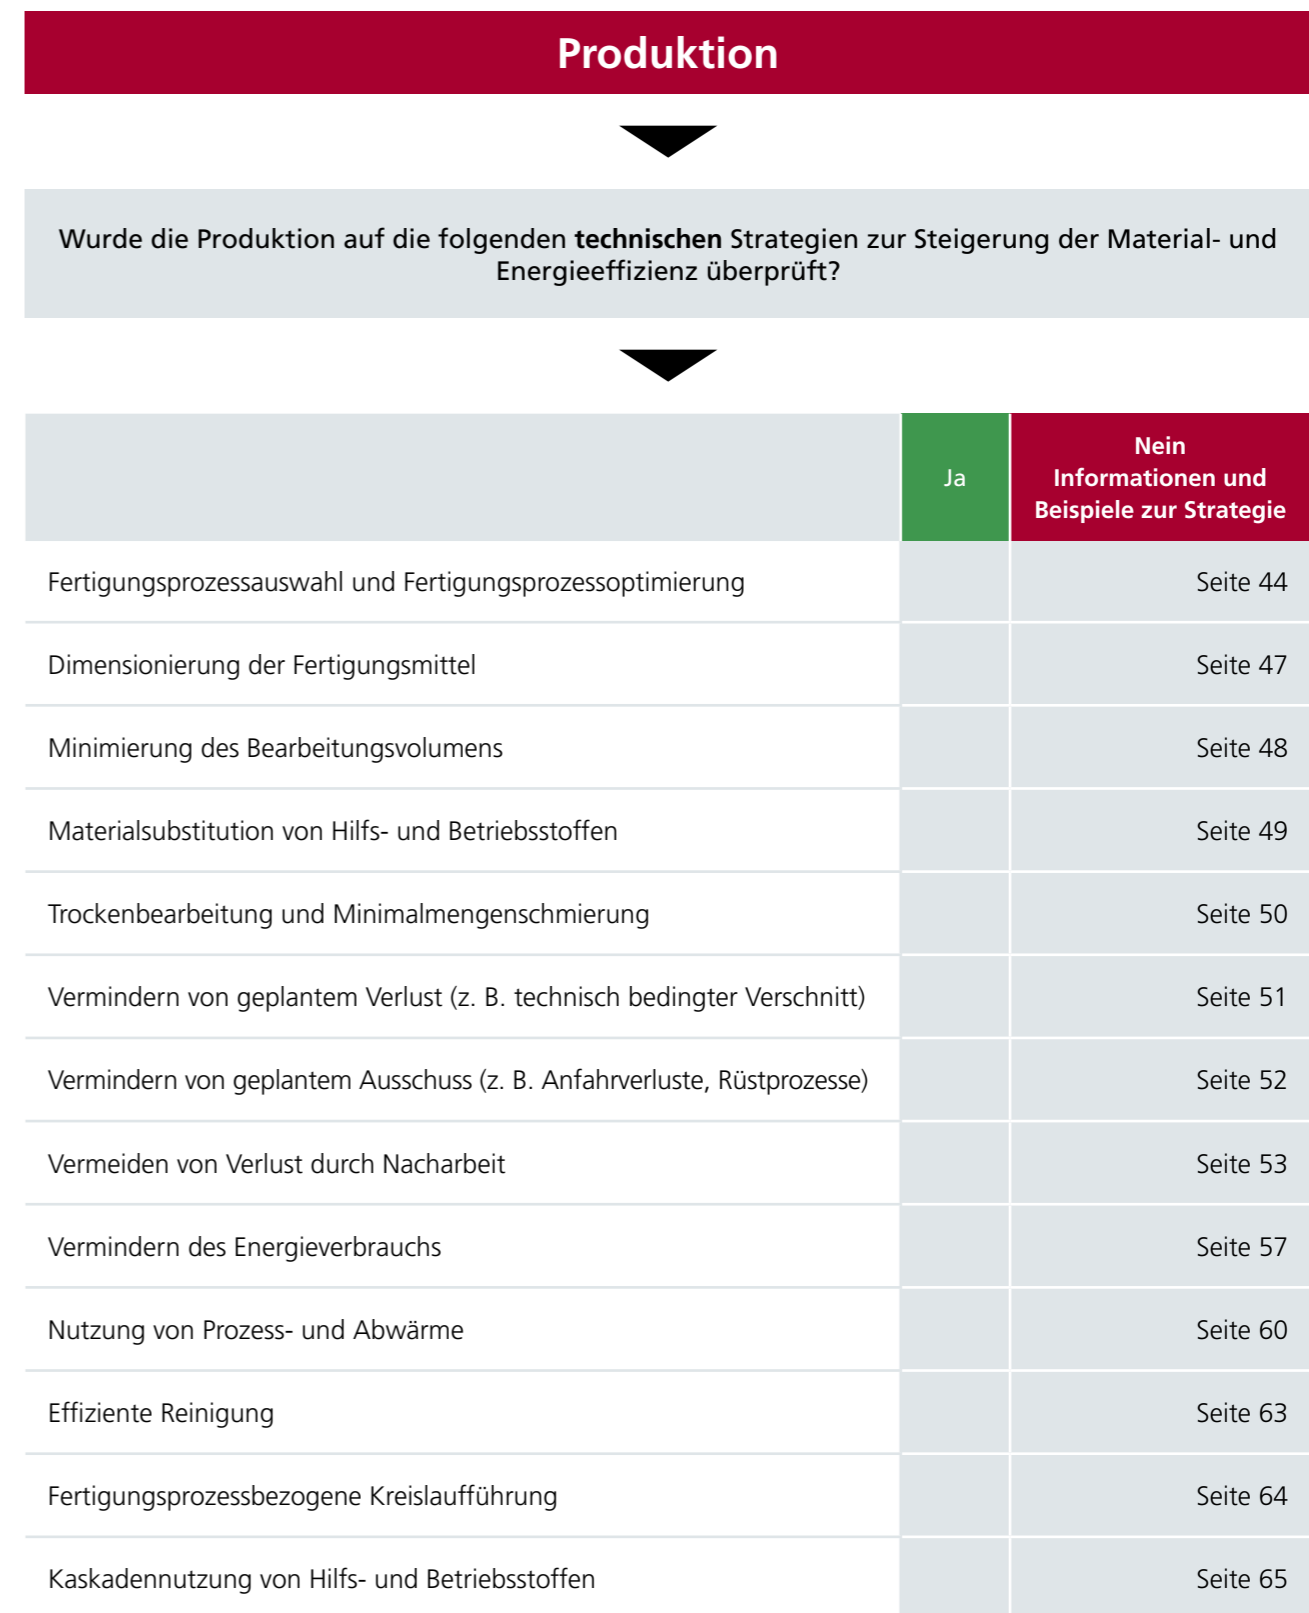 Produktion
Wurde die Produktion auf die folgenden technischen Strategien zur Steigerung der Material- und
Energieeffizienz überprüft?
Ja
Nein
Informationen und
Beispiele zur Strategie
Fertigungsprozessauswahl und Fertigungsprozessoptimierung Seite 44
Dimensionierung der Fertigungsmittel Seite 47
Minimierung des Bearbeitungsvolumens Seite 48
Materialsubstitution von Hilfs- und Betriebsstoffen Seite 49
Trockenbearbeitung und Minimalmengenschmierung Seite 50
Vermindern von geplantem Verlust (z. B. technisch bedingter Verschnitt) Seite 51
Vermindern von geplantem Ausschuss (z. B. Anfahrverluste, Rüstprozesse) Seite 52
Vermeiden von Verlust durch Nacharbeit Seite 53
Vermindern des Energieverbrauchs Seite 57
Nutzung von Prozess- und Abwärme Seite 60
Effiziente Reinigung Seite 63
Fertigungsprozessbezogene Kreislaufführung Seite 64
Kaskadennutzung von Hilfs- und Betriebsstoffen Seite 65